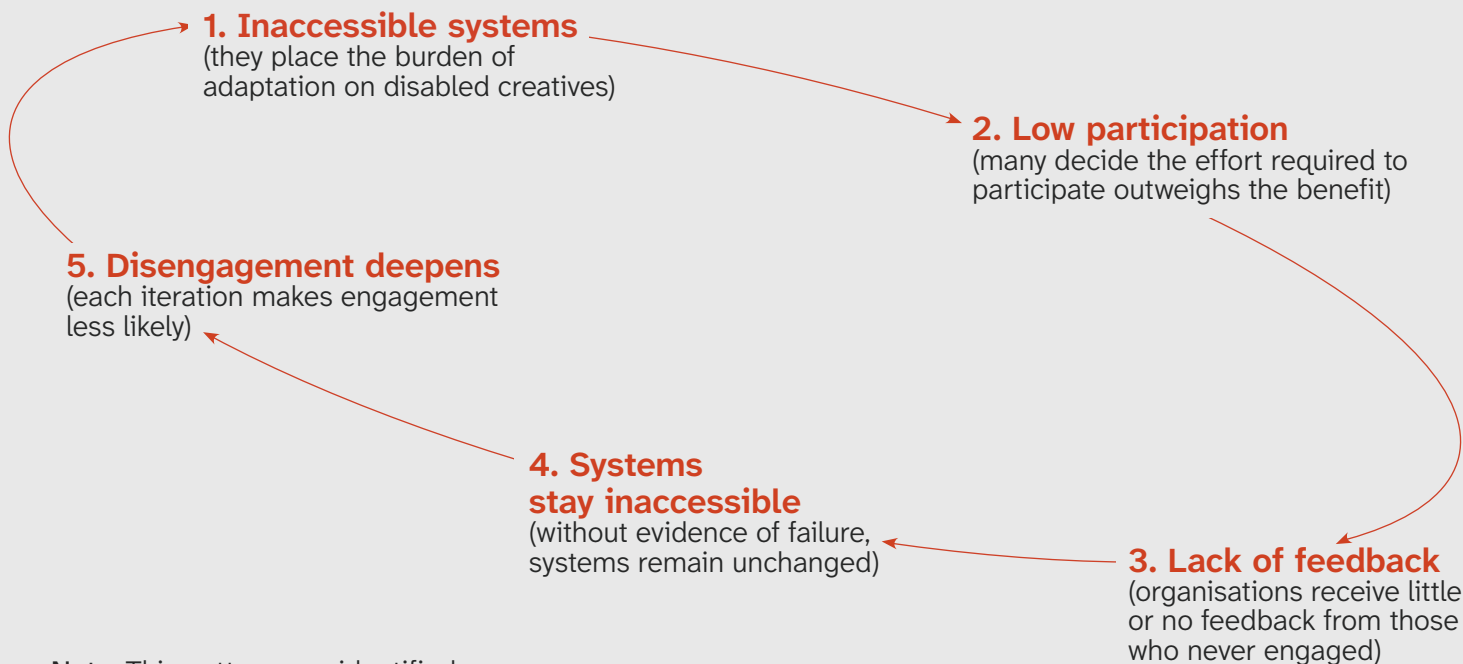 1. Inaccessible systems
(they place the burden of
adaptation on disabled creatives)
2. Low participation
(many decide the effort required to
participate outweighs the benefit)
3. Lack of feedback
(organisations receive little
or no feedback from those
who never engaged)
4. Systems
stay inaccessible
(without evidence of failure,
systems remain unchanged)
5. Disengagement deepens
(each iteration makes engagement
less likely)